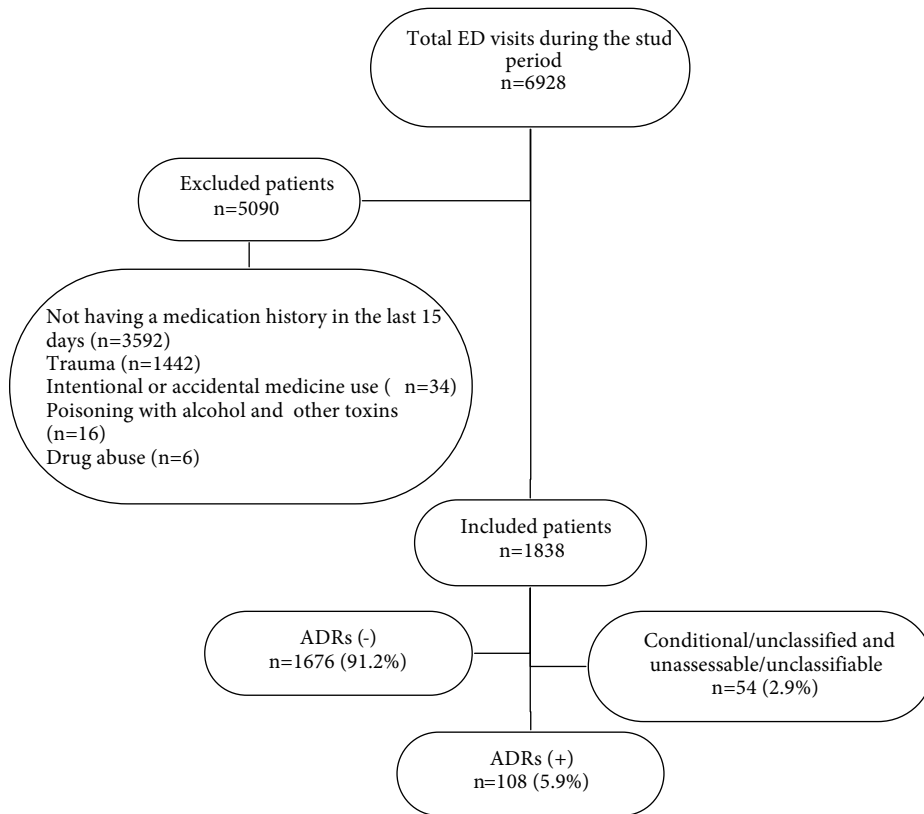 Total ED visits during the stud
period
n=6928
Excluded patients
n=5090
Not having a medication history in the last 15
days (n=3592)
Trauma (n=1442)
Intentional or accidental medicine use ( n=34)
Poisoning with alcohol and other toxins
(n=16)
Drug abuse (n=6)
Included patients
n=1838
ADRs (-)
n=1676 (91.2%)
Conditional/unclassified and
unassessable/unclassifiable
n=54 (2.9%)
ADRs (+)
n=108 (5.9%)